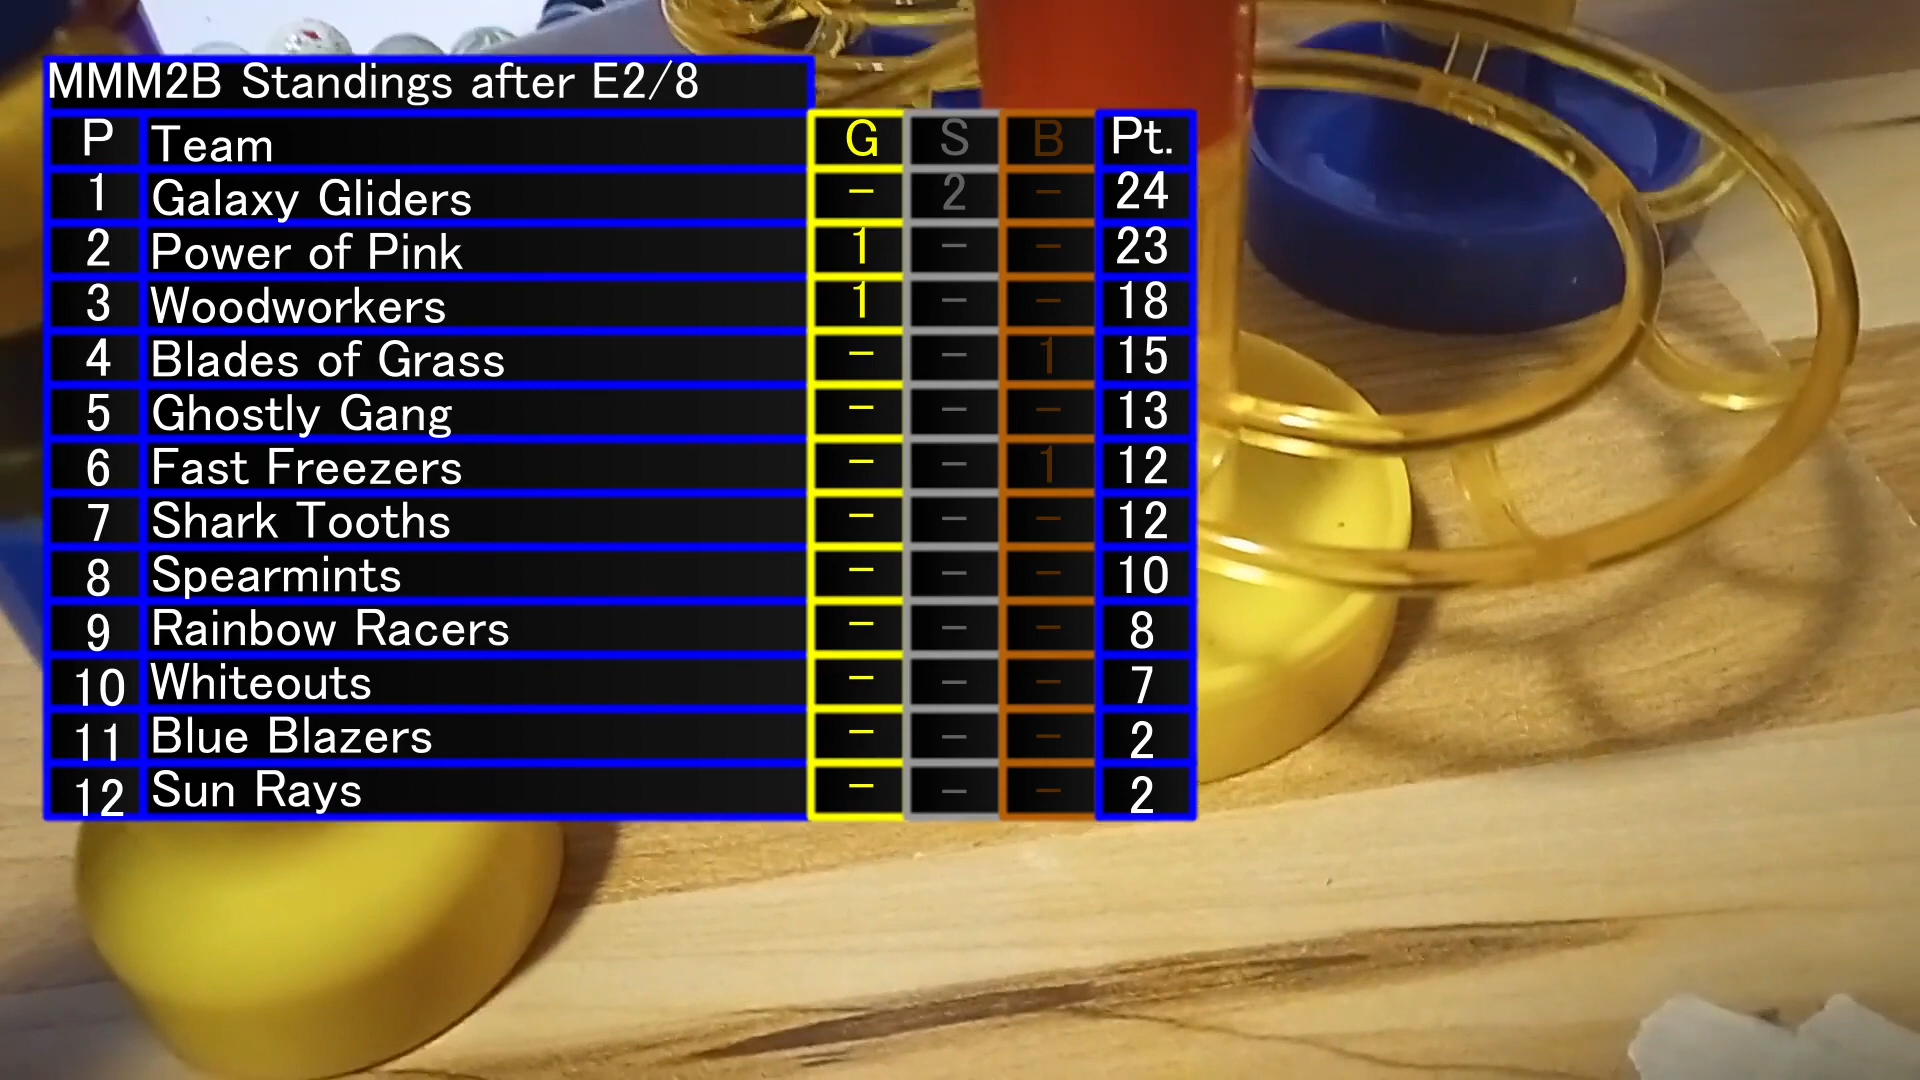 MMM2B Standings after E2/8
P Team G S B Pt.
1 Galaxy Gliders - 2 - 24
2 Power of Pink 1 - - 23
3 Woodworkers 1 - - 18
4 Blades of Grass - - 1 15
5 Ghostly Gang - - - 13
6 Fast Freezers - - 1 12
7 Shark Tooths - - - 12
8 Spearmints - - - 10
9 Rainbow Racers - - - 8
10 Whiteouts - - - 7
11 Blue Blazers - - - 2
12 Sun Rays - - - 2